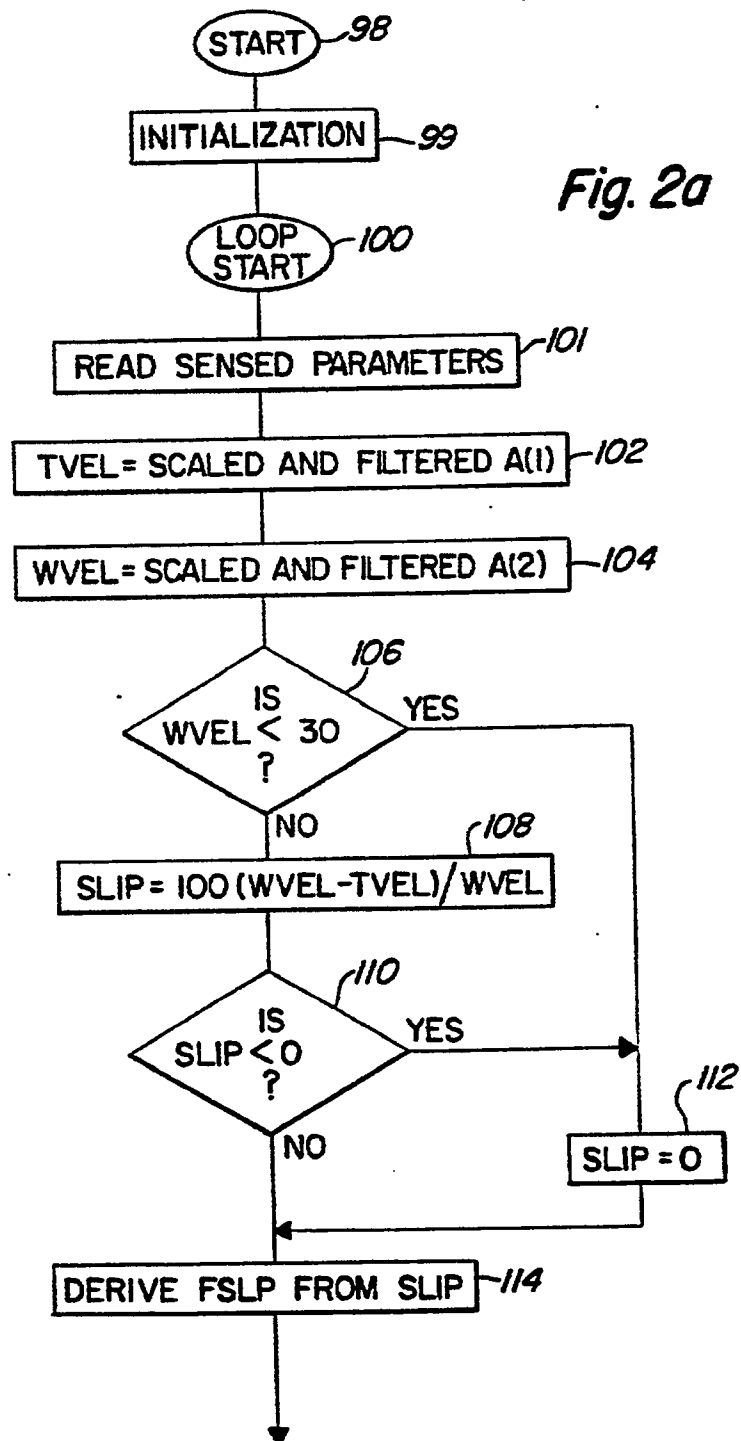 START 98
INITIALIZATION 99
Fig. 2a
LOOP
START 100
READ SENSED PARAMETERS 101
TVEL = SCALED AND FILTERED A(1) 102
WVEL = SCALED AND FILTERED A(2) 104
106
IS
WVEL < 30
?
YES
NO
108
SLIP = 100 (WVEL-TVEL)/WVEL
110
IS
SLIP < 0
?
YES
NO
112
SLIP = 0
DERIVE FSLP FROM SLIP 114